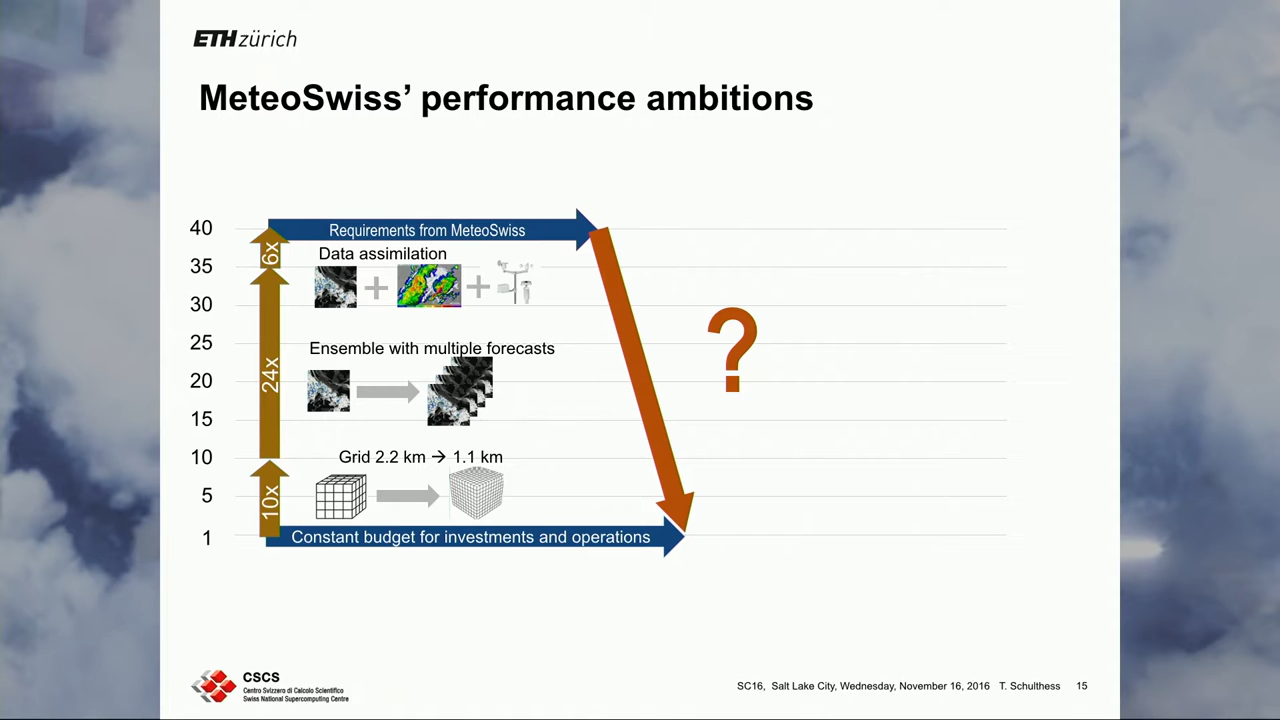 ETH zürich
MeteoSwiss’ performance ambitions
40
35
30
25
20
15
10
5
1
6x
24x
10x
Requirements from MeteoSwiss
Data assimilation
Ensemble with multiple forecasts
Grid 2.2 km → 1.1 km
Constant budget for investments and operations
?
CSCS
Centro Svizzero di Calcolo Scientifico
Swiss National Supercomputing Centre
SC16, Salt Lake City, Wednesday, November 16, 2016 T. Schulthess 15